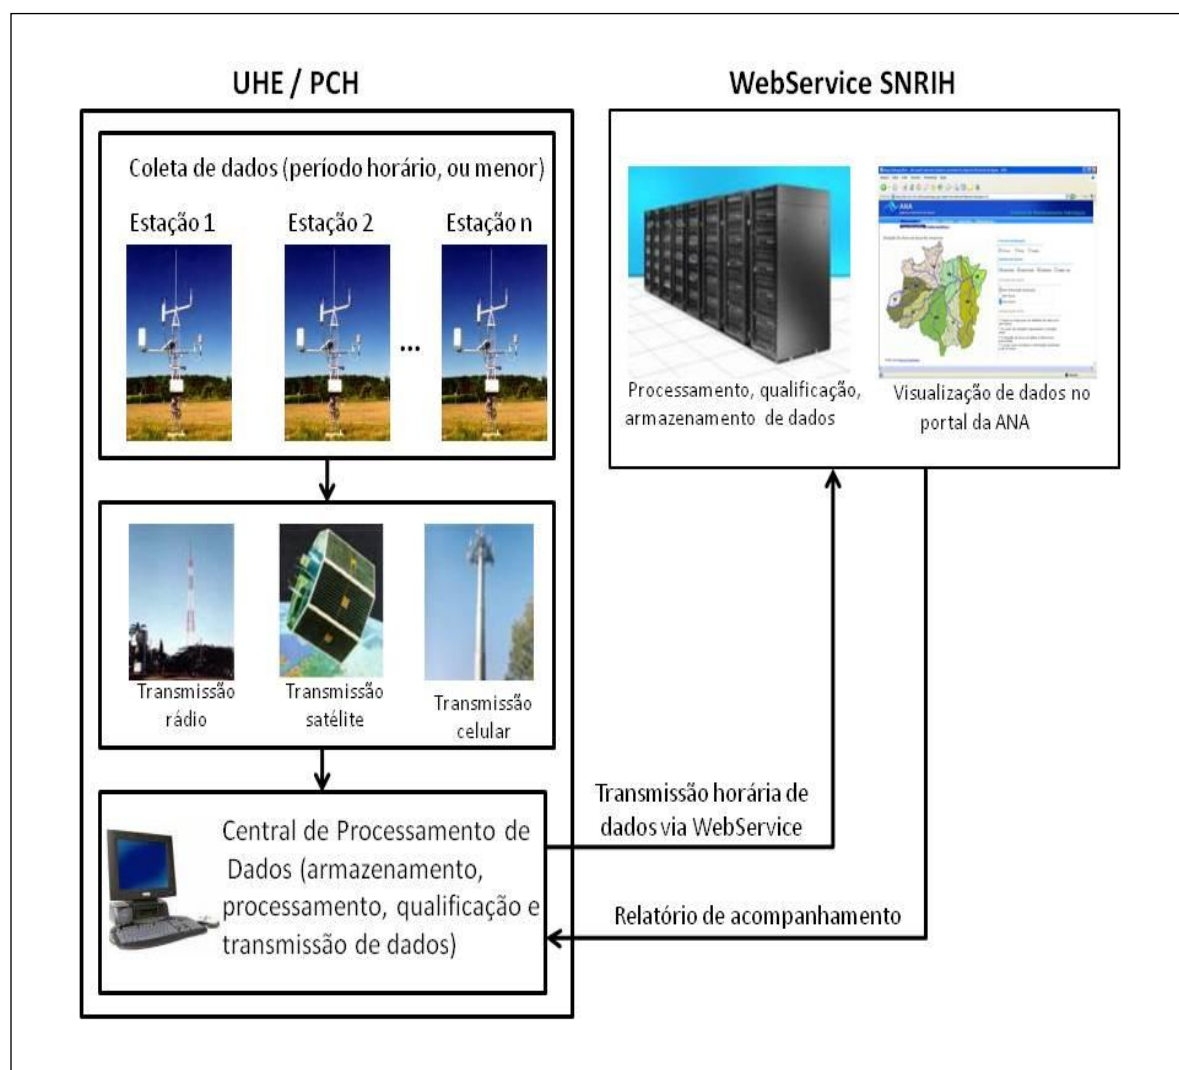 UHE / PCH
Coleta de dados (período horário, ou menor)
Estação 1
Estação 2
Estação n
...
Transmissão
rádio
Transmissão
satélite
Transmissão
celular
Central de Processamento de
Dados (armazenamento,
processamento, qualificação e
transmissão de dados)
WebService SNRIH
ANA
Processamento, qualificação,
armazenamento de dados
Visualização de dados no
portal da ANA
Transmissão horária de
dados via WebService
Relatório de acompanhamento